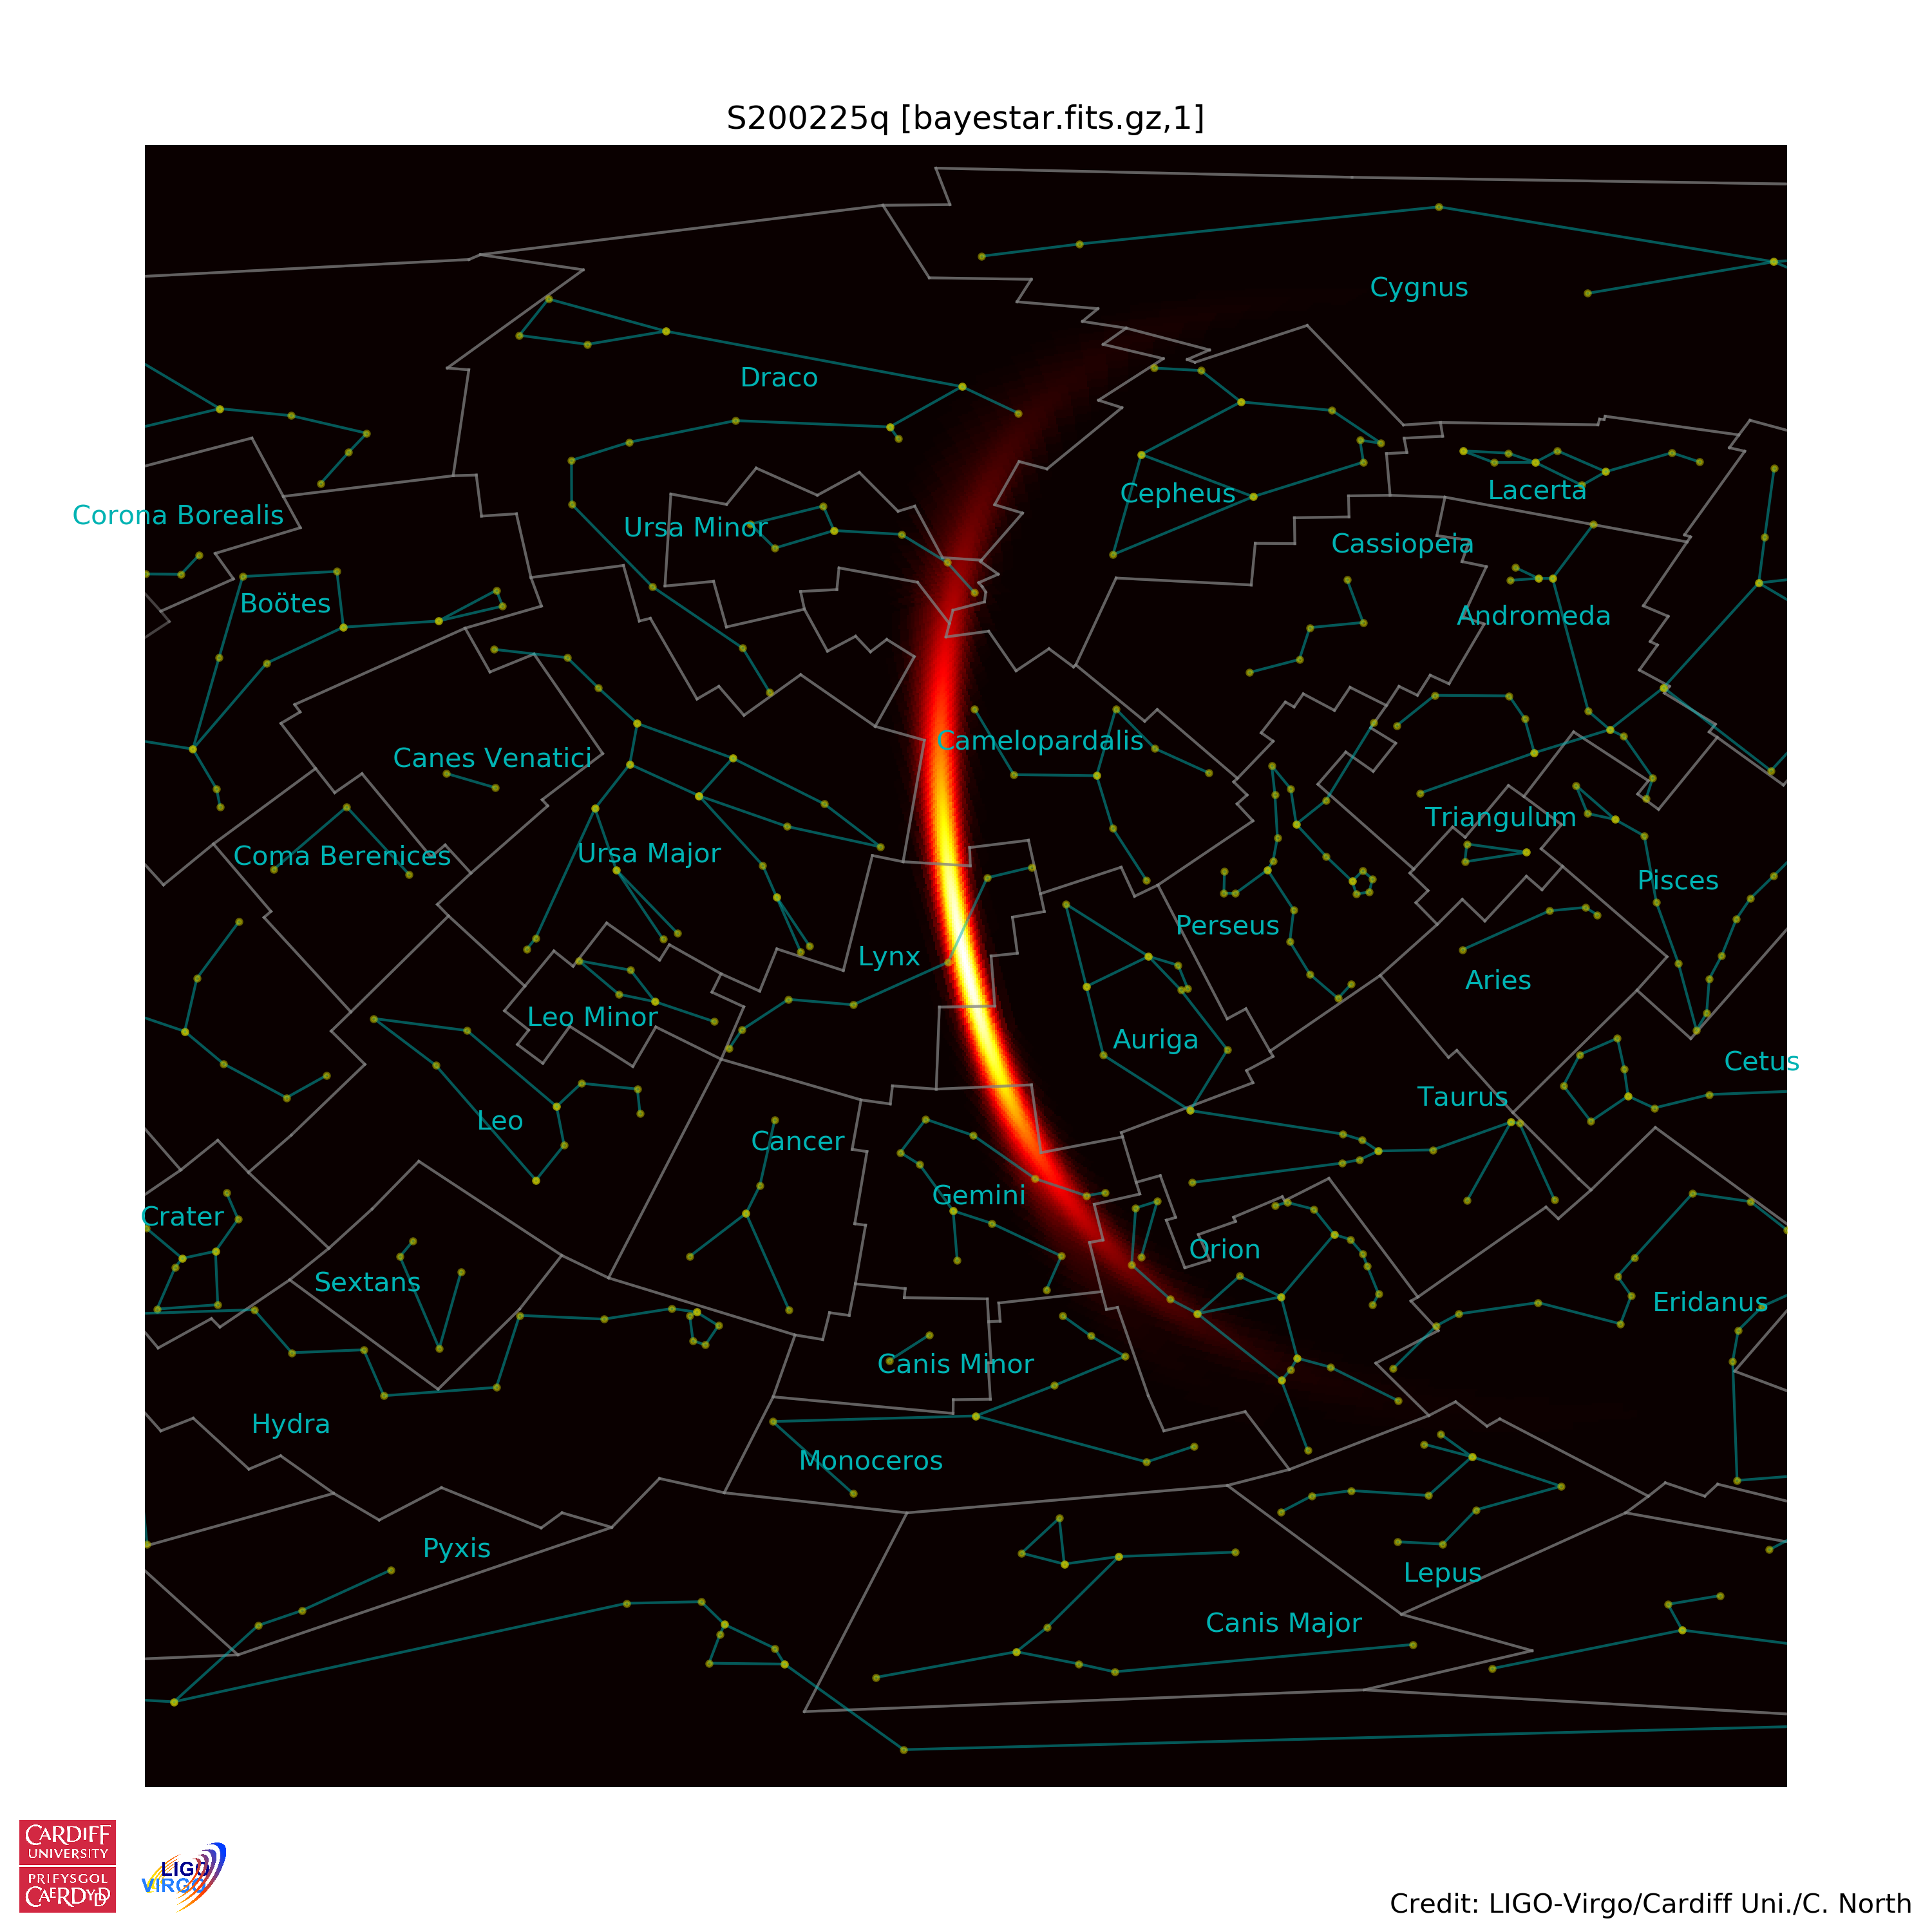 S200225q [bayestar.fits.gz,1]
Cygnus
Draco
Corona Borealis
Ursa Minor
Cepheus
Lacerta
Cassiopeia
Boötes
Andromeda
Canes Venatici
Camelopardalis
Triangulum
Coma Berenices
Ursa Major
Pisces
Perseus
Lynx
Aries
Leo Minor
Auriga
Cetus
Taurus
Leo
Cancer
Gemini
Crater
Orion
Sextans
Eridanus
Canis Minor
Hydra
Monoceros
Pyxis
Lepus
Canis Major
CARDIFF
UNIVERSITY
PRIFYSGOL
CAERDYDD
LIGO
VIRGO
Credit: LIGO-Virgo/Cardiff Uni./C. North